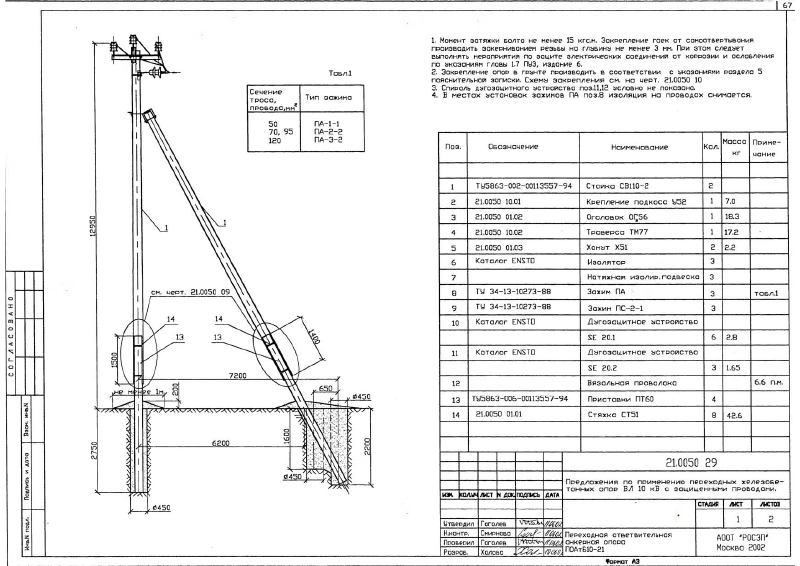 67
1. Момент затяжки болта не менее 15 кгс.м. Закрепление гаек от самоотвертывания
производить закерниванием резьбы на глубину не менее 3 мм. При этом следует
выполнять мероприятия по защите электрических соединения от коррозии и ослабления
по указаниям главы 1.7 ПУЭ, издание 6.
2. Закрепление опор в грунте производить в соответствии с указаниями раздела 5
пояснительной записки. Схемы закрепления см. на черт. 21.0050 10
3. Спираль дугозащитного устройство поз.11,12 условно не показана.
4. В местах установок зажимов ПА поз.8 изоляция на проводах снимается.
Табл.1
Сечение троса, провода,мм² Тип зажима
50 ПА-1-1
70, 95 ПА-2-2
120 ПА-3-2
12950
1
1
см. черт. 21.0050 09
14
13
14
13
1500
1400
7200
не менее 1м
200
650
ø450
2750
6200
1600
2200
ø450
ø450
Поз. Обозначение Наименование Кол. Масса кг Примечание
1 ТУ5863-002-00113557-94 Стойка СВ110-2 2
2 21.0050 10.01 Крепление подкоса У52 1 7.0
3 21.0050 01.02 Оголовок ОС56 1 18.3
4 21.0050 10.02 Траверса ТМ77 1 17.2
5 21.0050 01.03 Хомут Х51 2 2.2
6 Каталог ENSTO Изолятор 3
7 Натяжная изолир.подвеска 3
8 ТУ 34-13-10273-88 Зажим ПА 3 табл.1
9 ТУ 34-13-10273-88 Зажим ПС-2-1 3
10 Каталог ENSTO Дугозащитное устройство
SE 20.1 6 2.8
11 Каталог ENSTO Дугозащитное устройство
SE 20.2 3 1.65
12 Вязальная проволока 6.6 п.м.
13 ТУ5863-006-00113557-94 Приставки ПТ60 4
14 21.0050 01.01 Стяжка СТ51 8 42.6
21.0050 29
Предложения по применению переходных железобе-
тонных опор ВЛ 10 кВ с защищенными проводами.
ИЗМ. КОЛ.УЧ ЛИСТ N ДОК. ПОДПИСЬ ДАТА
СТАДИЯ ЛИСТ ЛИСТОВ
1 2
Утвердил Гоголев
Н.контр. Смирнова
Проверил Гоголев
Разраб. Холова
Переходная ответвительная
анкерная опора
ПОАтБ10-21
АООТ "РОСЭП"
Москва 2002
Формат А3
СОГЛАСОВАНО
Взам. инв.N
Подпись и дата
Инв.N подл.